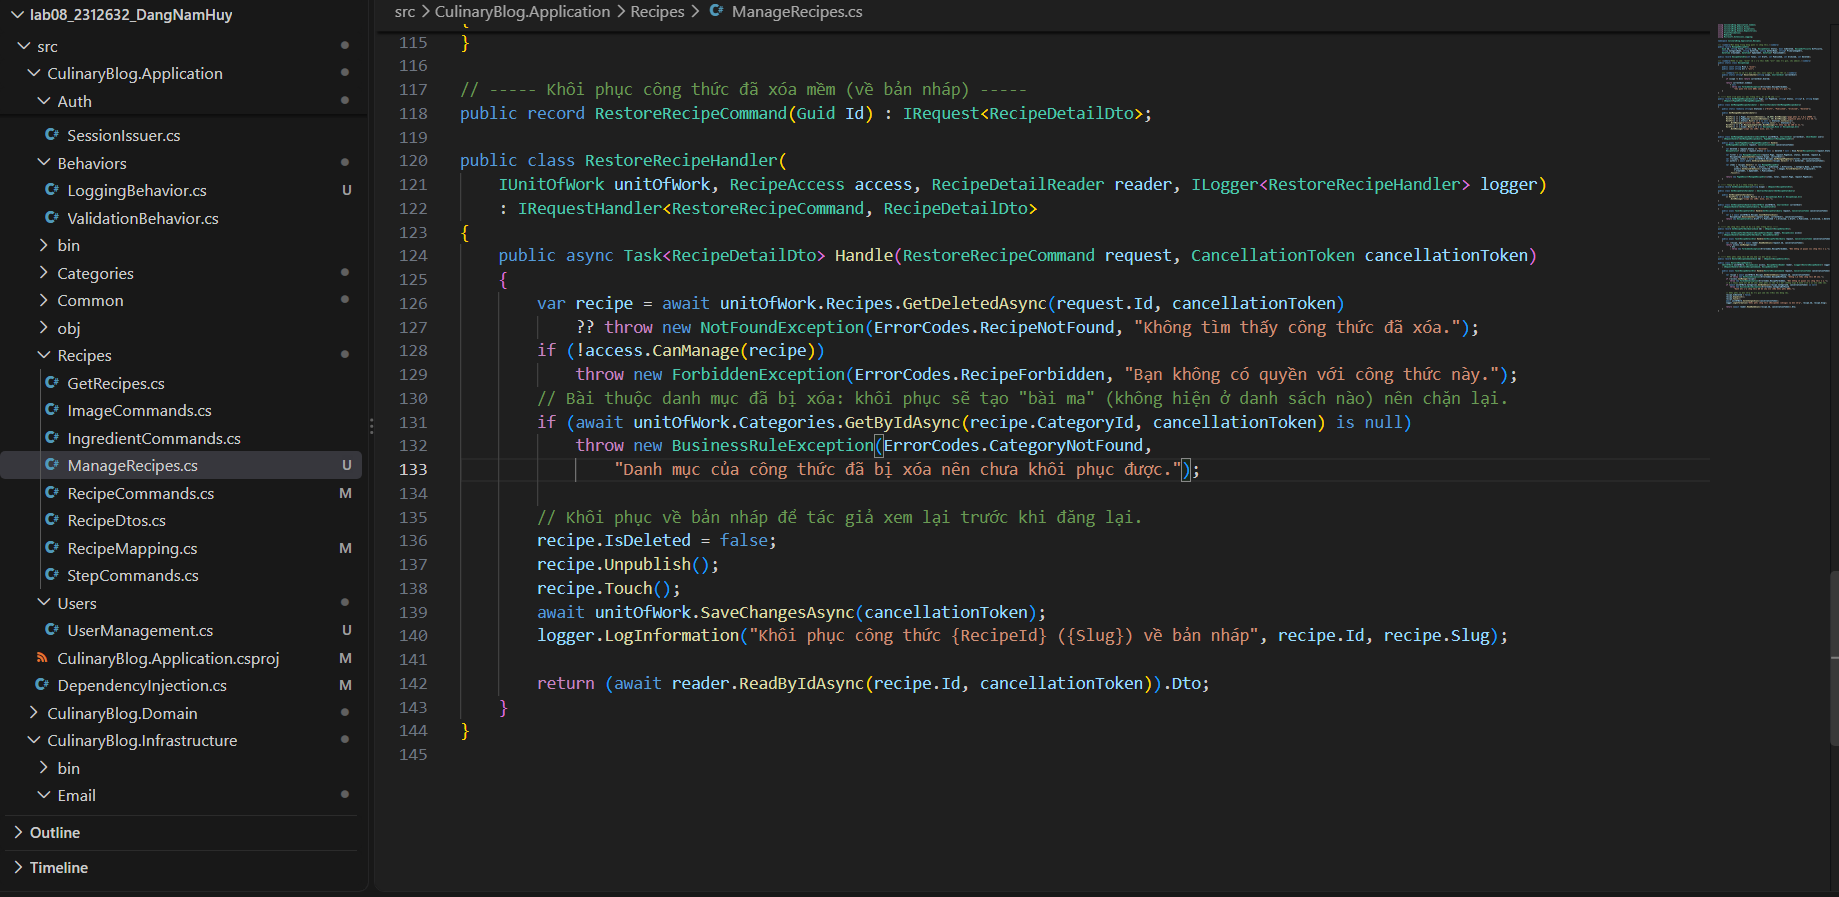 lab08_2312632_DangNamHuy
src
CulinaryBlog.Application
Auth
SessionIssuer.cs
Behaviors
LoggingBehavior.cs U
ValidationBehavior.cs
bin
Categories
Common
obj
Recipes
GetRecipes.cs
ImageCommands.cs
IngredientCommands.cs
ManageRecipes.cs U
RecipeCommands.cs M
RecipeDtos.cs
RecipeMapping.cs M
StepCommands.cs
Users
UserManagement.cs U
CulinaryBlog.Application.csproj M
DependencyInjection.cs M
CulinaryBlog.Domain
CulinaryBlog.Infrastructure
bin
Email
Outline
Timeline
src > CulinaryBlog.Application > Recipes > ManageRecipes.cs
115 }
116
117 // ----- Khôi phục công thức đã xóa mềm (về bản nháp) -----
118 public record RestoreRecipeCommand(Guid Id) : IRequest<RecipeDetailDto>;
119
120 public class RestoreRecipeHandler(
121 IUnitOfWork unitOfWork, RecipeAccess access, RecipeDetailReader reader, ILogger<RestoreRecipeHandler> logger)
122 : IRequestHandler<RestoreRecipeCommand, RecipeDetailDto>
123 {
124 public async Task<RecipeDetailDto> Handle(RestoreRecipeCommand request, CancellationToken cancellationToken)
125 {
126 var recipe = await unitOfWork.Recipes.GetDeletedAsync(request.Id, cancellationToken)
127 ?? throw new NotFoundException(ErrorCodes.RecipeNotFound, "Không tìm thấy công thức đã xóa.");
128 if (!access.CanManage(recipe))
129 throw new ForbiddenException(ErrorCodes.RecipeForbidden, "Bạn không có quyền với công thức này.");
130 // Bài thuộc danh mục đã bị xóa: khôi phục sẽ tạo "bài ma" (không hiện ở danh sách nào) nên chặn lại.
131 if (await unitOfWork.Categories.GetByIdAsync(recipe.CategoryId, cancellationToken) is null)
132 throw new BusinessRuleException(ErrorCodes.CategoryNotFound,
133 "Danh mục của công thức đã bị xóa nên chưa khôi phục được.");
134
135 // Khôi phục về bản nháp để tác giả xem lại trước khi đăng lại.
136 recipe.IsDeleted = false;
137 recipe.Unpublish();
138 recipe.Touch();
139 await unitOfWork.SaveChangesAsync(cancellationToken);
140 logger.LogInformation("Khôi phục công thức {RecipeId} ({Slug}) về bản nháp", recipe.Id, recipe.Slug);
141
142 return (await reader.ReadByIdAsync(recipe.Id, cancellationToken)).Dto;
143 }
144 }
145